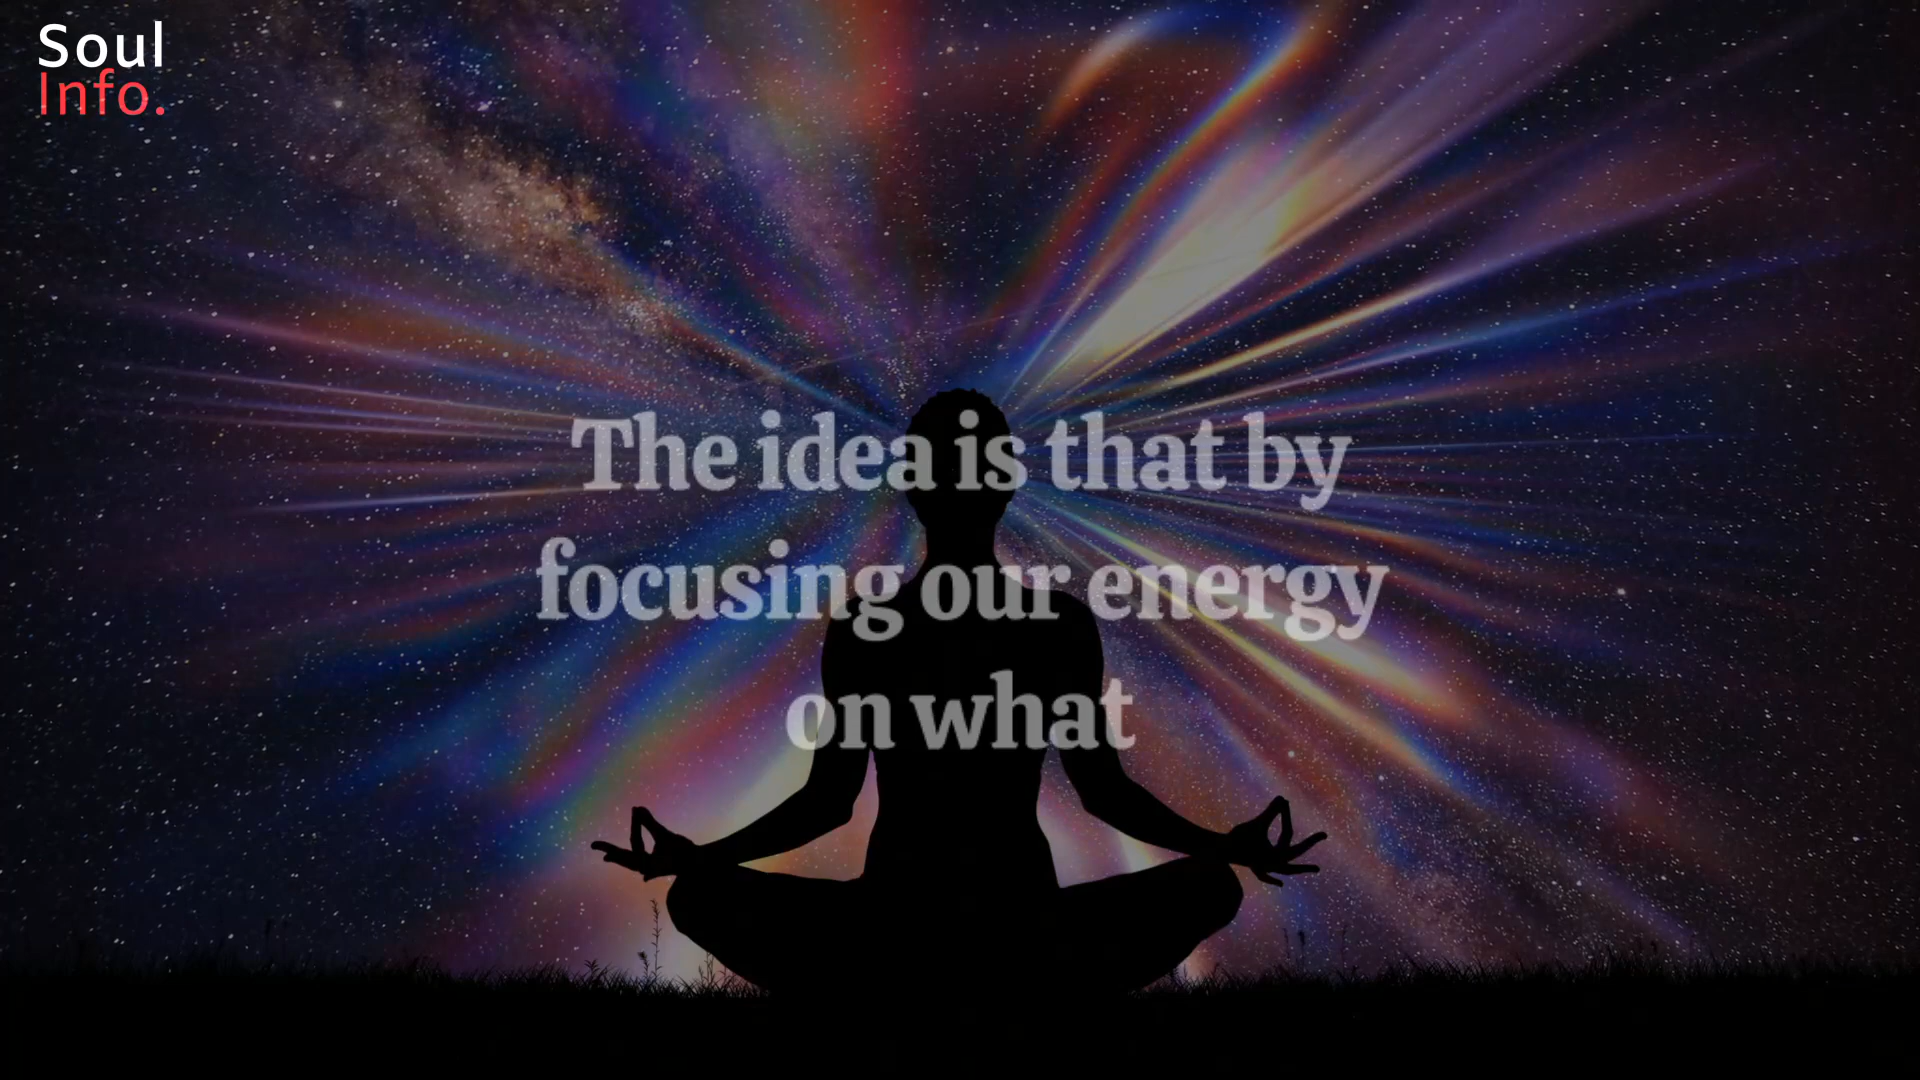 Soul
Info.
The idea is that by
focusing our energy
on what